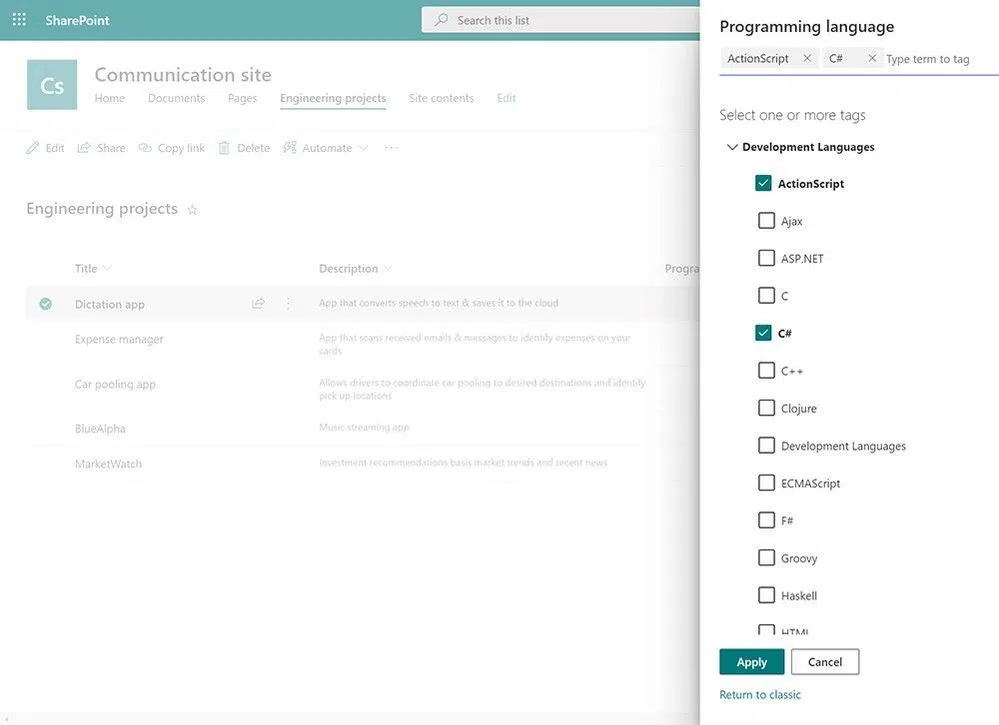 SharePoint
Search this list
Cs
Communication site
Home Documents Pages Engineering projects Site contents Edit
Edit Share Copy link Delete Automate
Engineering projects
Title Description Progra
Dictation app App that converts speech to text & saves it to the cloud
Expense manager App that scans received emails & messages to identify expenses on your
cards
Car pooling app Allows drivers to coordinate car pooling to desired destinations and identify
pick up locations
BlueAlpha Music streaming app
MarketWatch Investment recommendations basis market trends and recent news
Programming language
ActionScript C# Type term to tag
Select one or more tags
Development Languages
ActionScript
Ajax
ASP.NET
C
C#
C++
Clojure
Development Languages
ECMAScript
F#
Groovy
Haskell
HTML
Apply Cancel
Return to classic